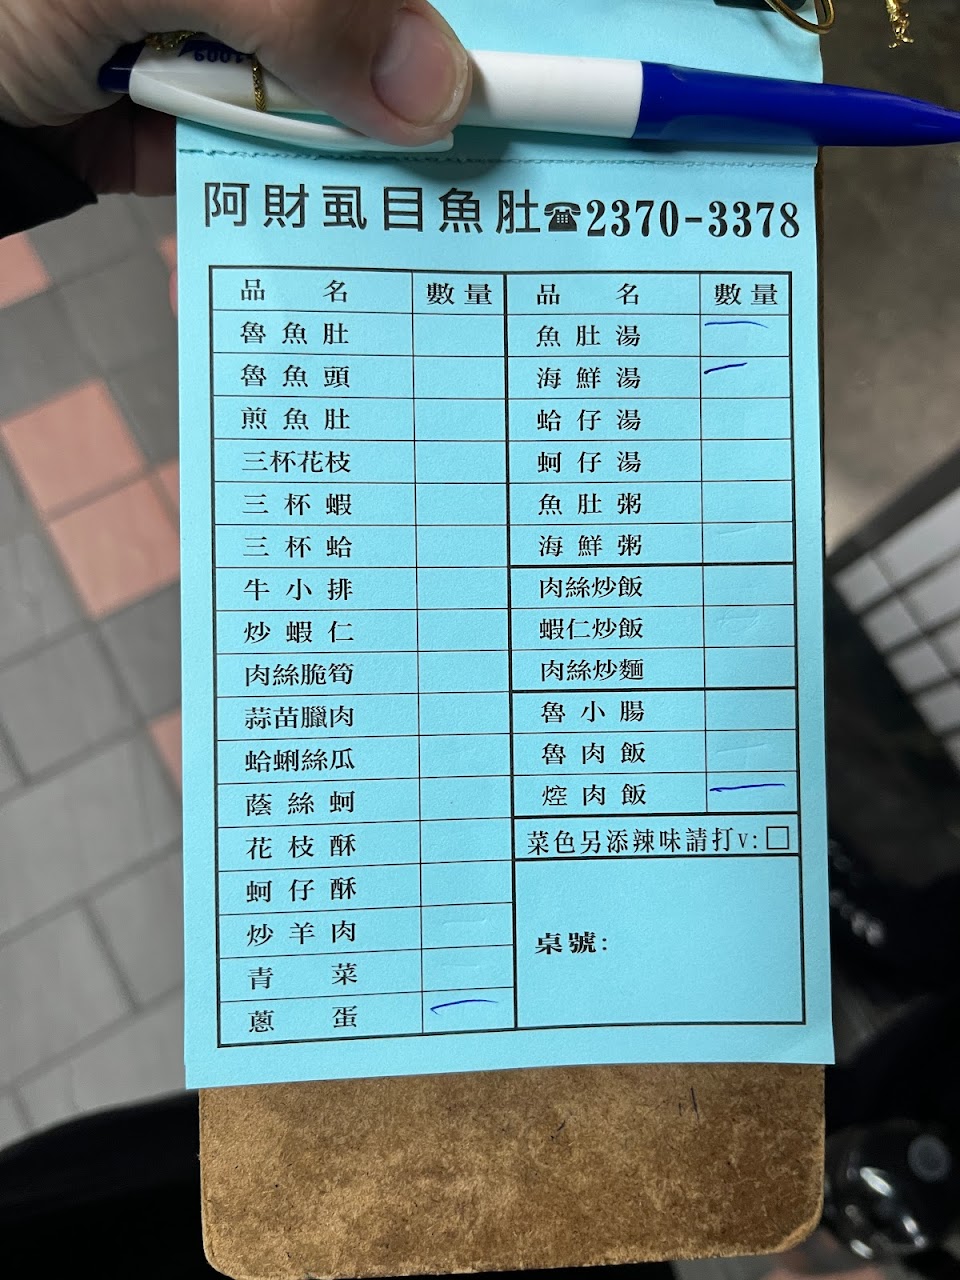 阿財虱目魚肚☎2370-3378
品名 數量 品名 數量
魯魚肚 魚肚湯 一
魯魚頭 海鮮湯 一
煎魚肚 蛤仔湯
三杯花枝 蚵仔湯
三杯蝦 魚肚粥
三杯蛤 海鮮粥
牛小排 肉絲炒飯
炒蝦仁 蝦仁炒飯
肉絲脆筍 肉絲炒麵
蒜苗臘肉 魯小腸
蛤蜊絲瓜 魯肉飯
蔭絲蚵 焢肉飯 一
花枝酥 菜色另添辣味請打v:□
蚵仔酥
炒羊肉 桌號:
青菜
蔥蛋 一